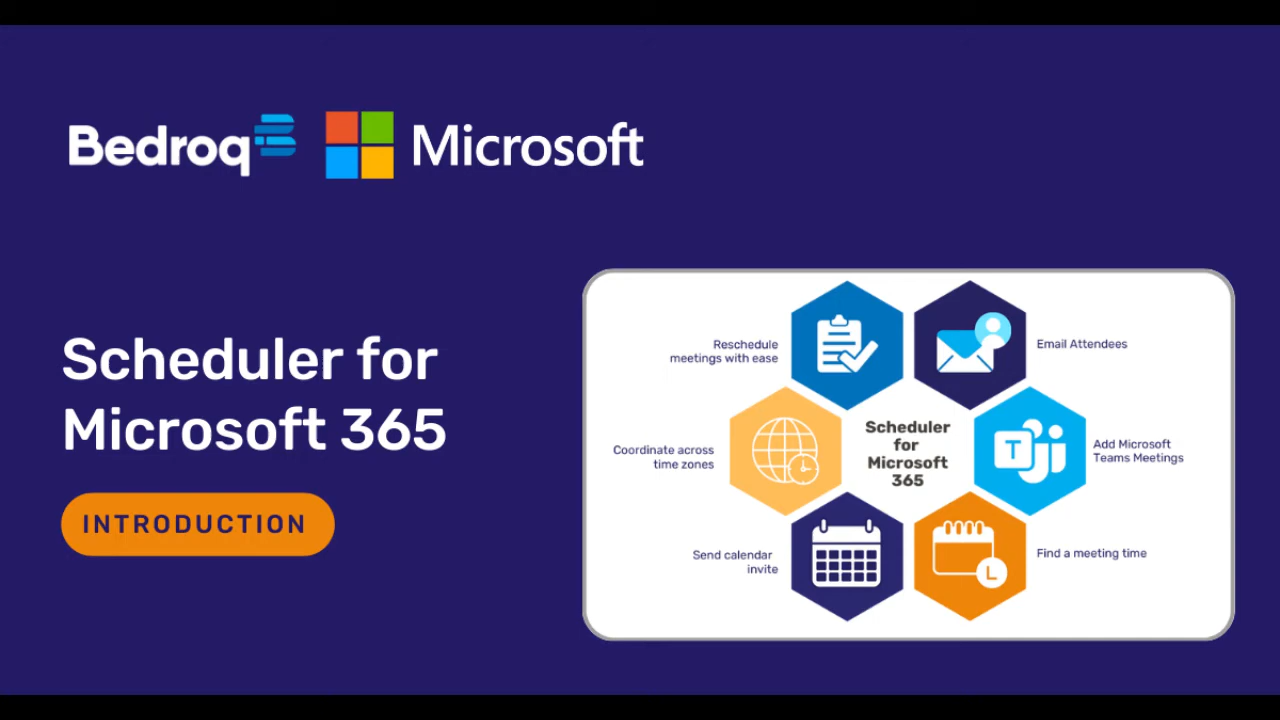 Bedroq
Microsoft
Scheduler for
Microsoft 365
INTRODUCTION
Reschedule
meetings with ease
Email Attendees
Coordinate across
time zones
Scheduler
for
Microsoft
365
T
Add Microsoft
Teams Meetings
Send calendar
invite
Find a meeting time